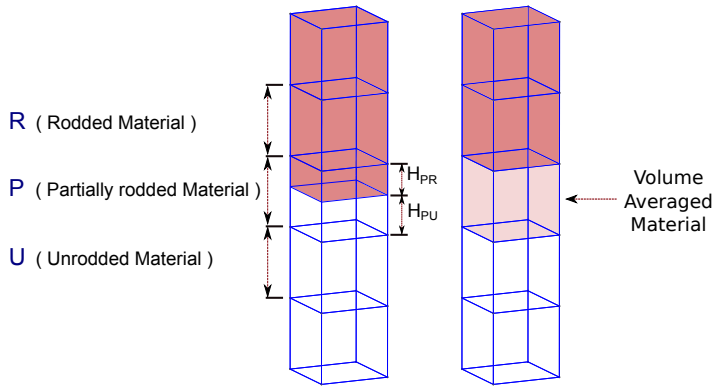 R ( Rodded Material )
P ( Partially rodded Material )
U ( Unrodded Material )
HPR
HPU
Volume
Averaged
Material